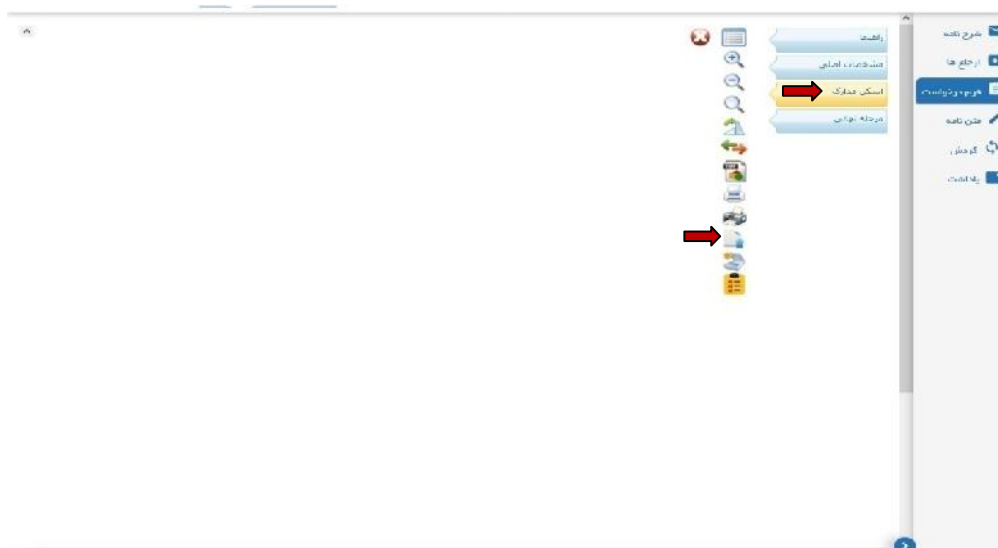 شرح نامه
ارجاع ها
فرم درخواست
متن نامه
گردش
یادداشت
راهنما
مشخصات اصلی
اسکن مدارک
مرحله نهایی